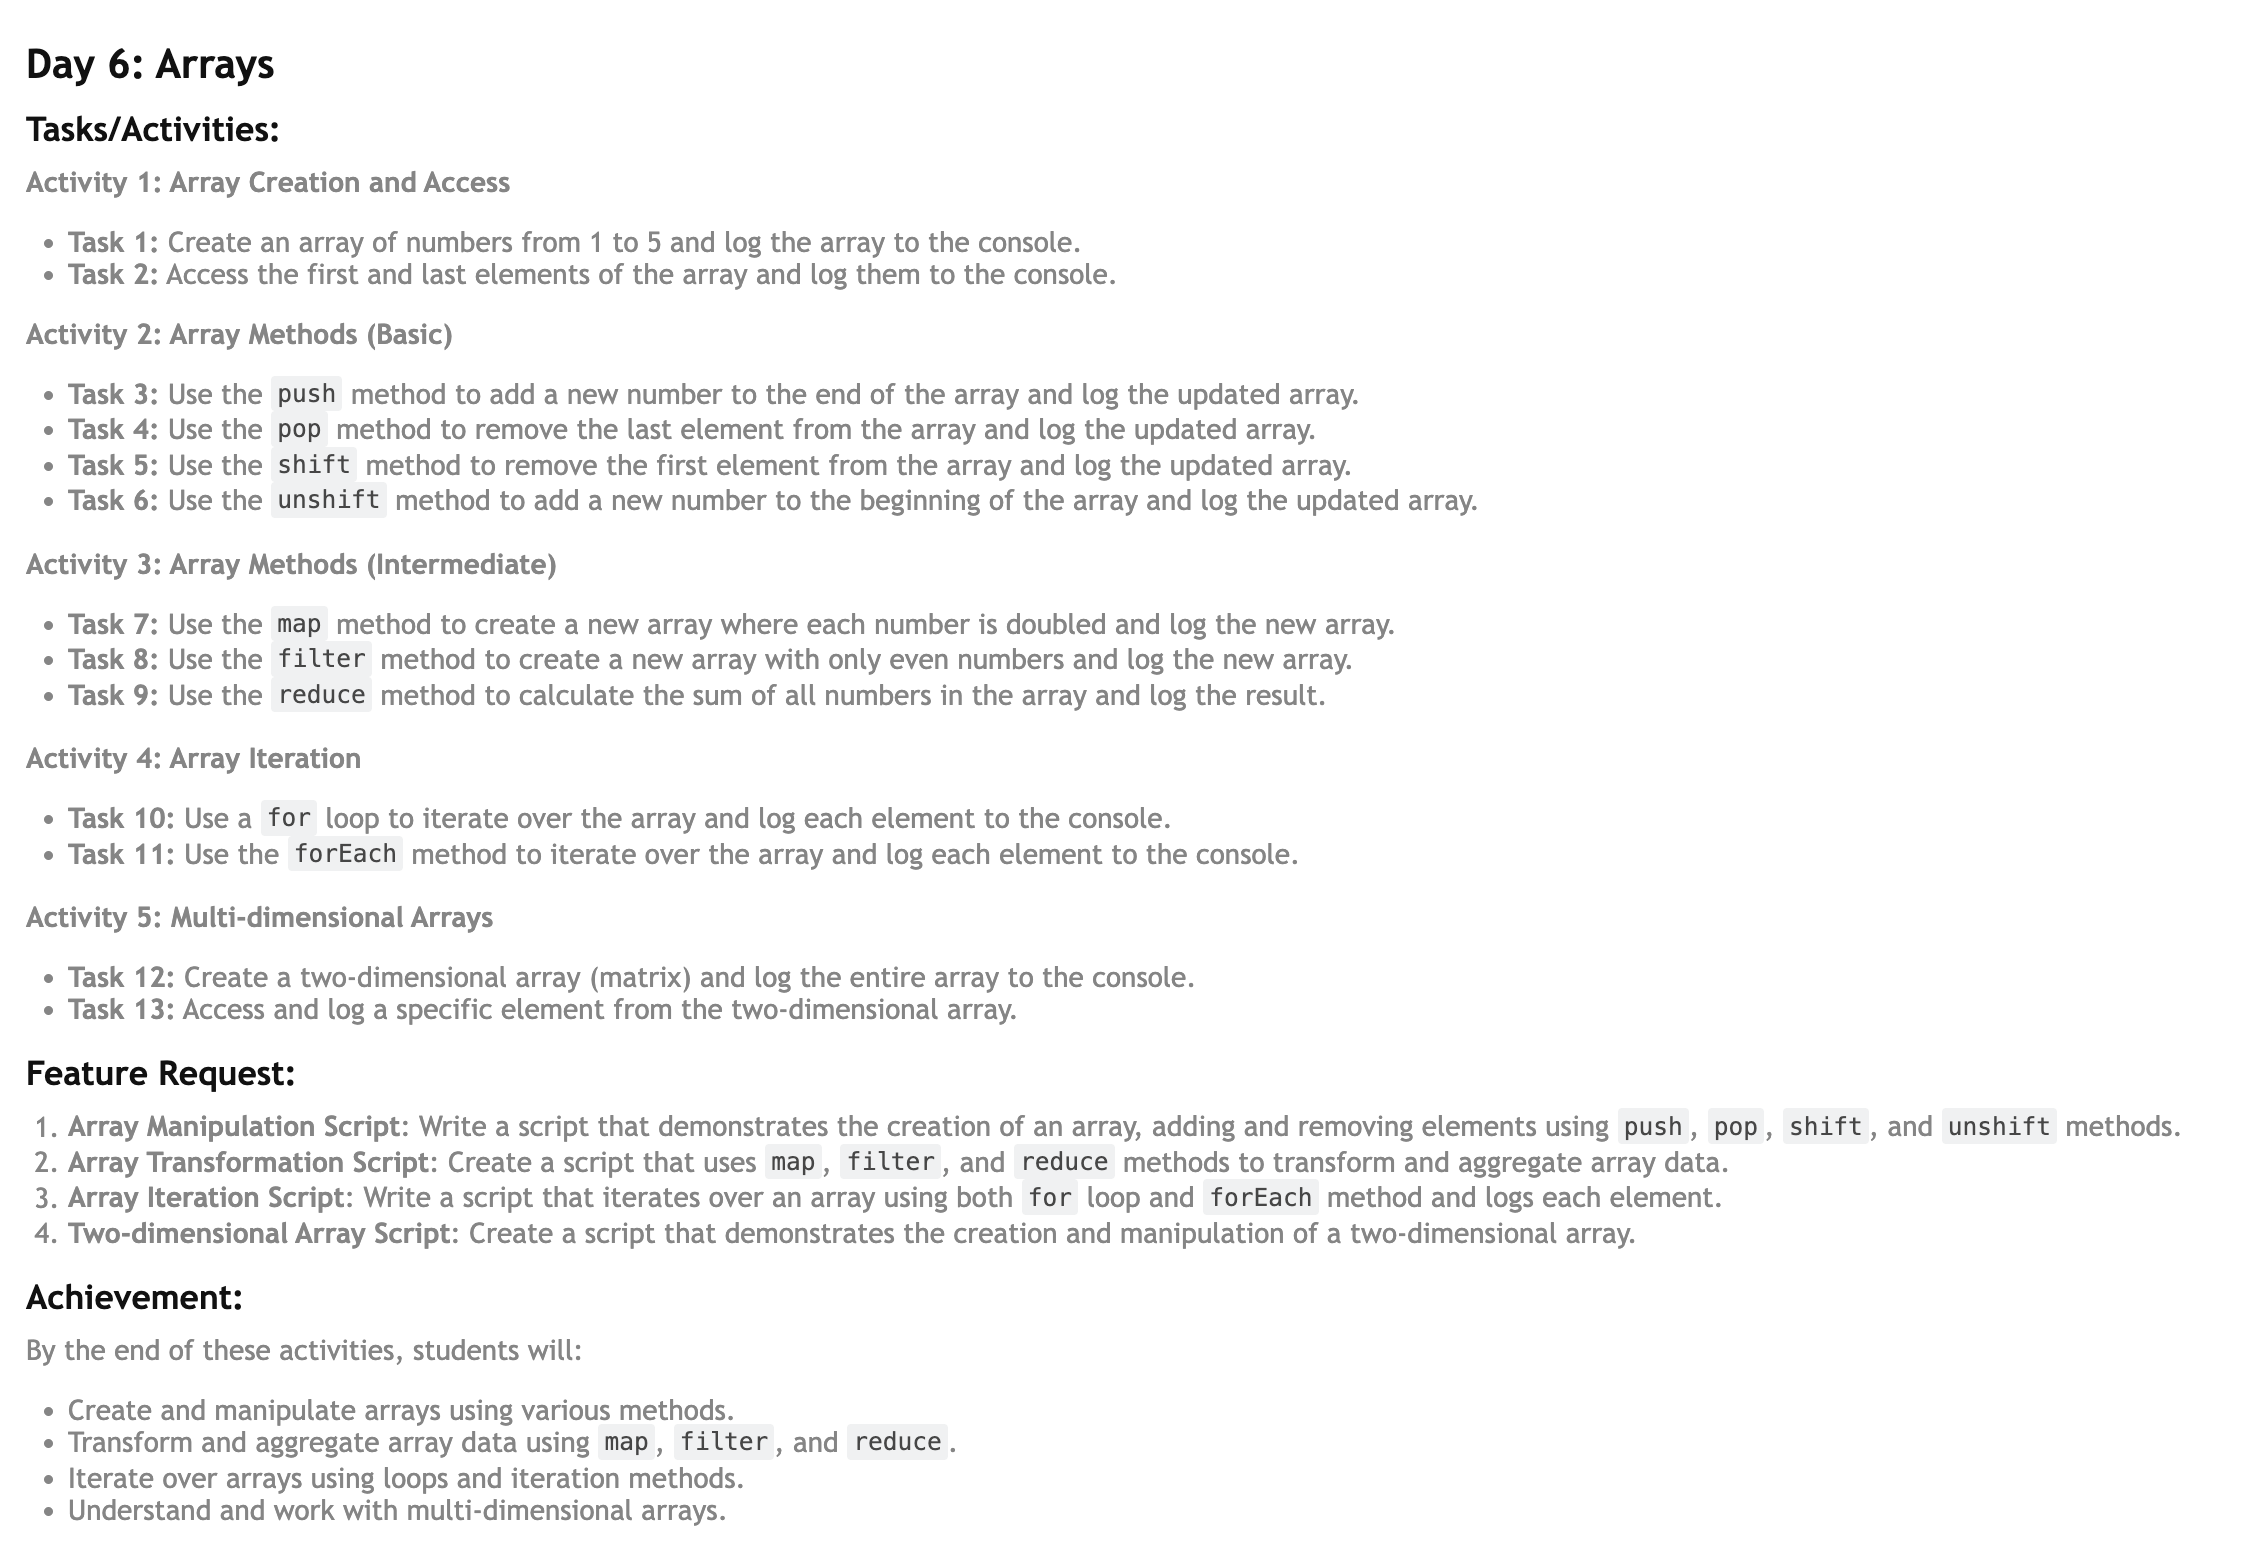 Day 6: Arrays
Tasks/Activities:
Activity 1: Array Creation and Access
• Task 1: Create an array of numbers from 1 to 5 and log the array to the console.
• Task 2: Access the first and last elements of the array and log them to the console.
Activity 2: Array Methods (Basic)
• Task 3: Use the push method to add a new number to the end of the array and log the updated array.
• Task 4: Use the pop method to remove the last element from the array and log the updated array.
• Task 5: Use the shift method to remove the first element from the array and log the updated array.
• Task 6: Use the unshift method to add a new number to the beginning of the array and log the updated array.
Activity 3: Array Methods (Intermediate)
• Task 7: Use the map method to create a new array where each number is doubled and log the new array.
• Task 8: Use the filter method to create a new array with only even numbers and log the new array.
• Task 9: Use the reduce method to calculate the sum of all numbers in the array and log the result.
Activity 4: Array Iteration
• Task 10: Use a for loop to iterate over the array and log each element to the console.
• Task 11: Use the forEach method to iterate over the array and log each element to the console.
Activity 5: Multi-dimensional Arrays
• Task 12: Create a two-dimensional array (matrix) and log the entire array to the console.
• Task 13: Access and log a specific element from the two-dimensional array.
Feature Request:
1. Array Manipulation Script: Write a script that demonstrates the creation of an array, adding and removing elements using push, pop, shift, and unshift methods.
2. Array Transformation Script: Create a script that uses map, filter, and reduce methods to transform and aggregate array data.
3. Array Iteration Script: Write a script that iterates over an array using both for loop and forEach method and logs each element.
4. Two-dimensional Array Script: Create a script that demonstrates the creation and manipulation of a two-dimensional array.
Achievement:
By the end of these activities, students will:
• Create and manipulate arrays using various methods.
• Transform and aggregate array data using map, filter, and reduce.
• Iterate over arrays using loops and iteration methods.
• Understand and work with multi-dimensional arrays.